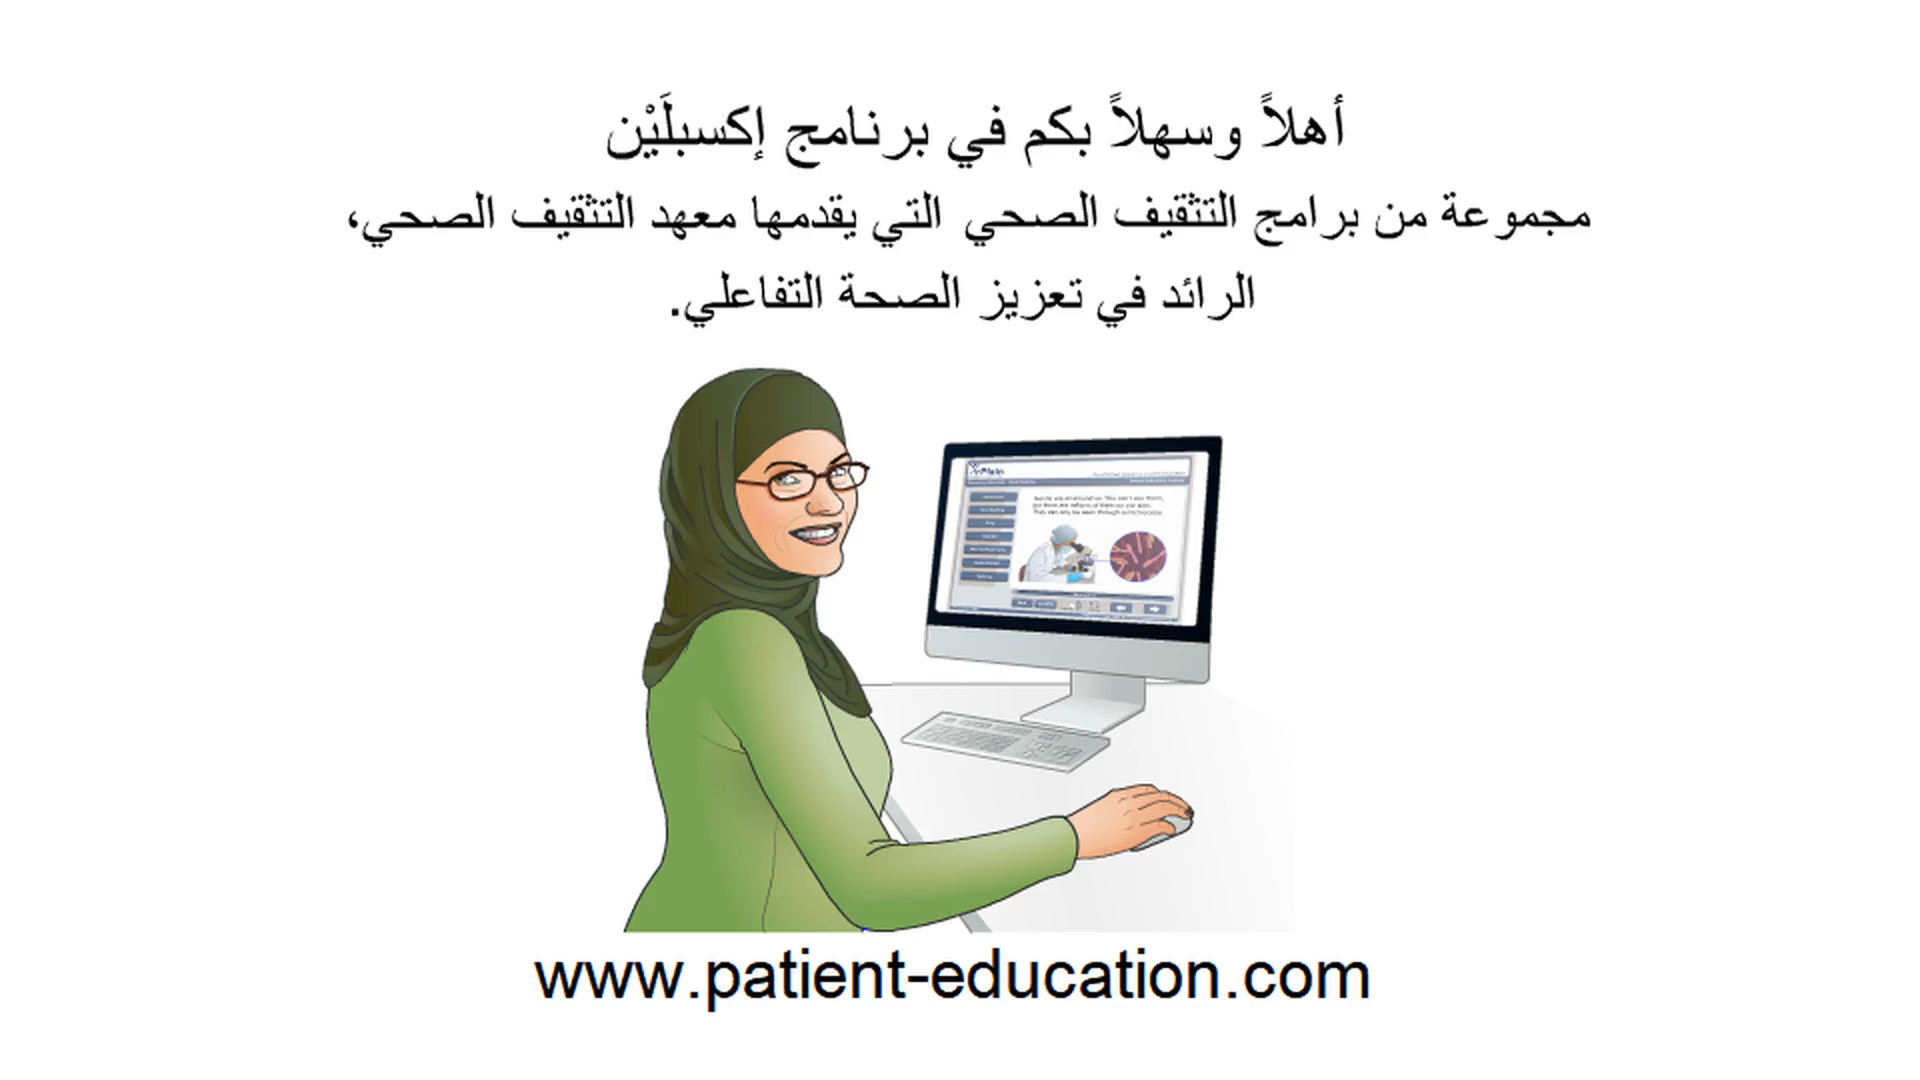 أهلاً وسهلاً بكم في برنامج إكسبلَيْن
مجموعة من برامج التثقيف الصحي التي يقدمها معهد التثقيف الصحي،
الرائد في تعزيز الصحة التفاعلي.
www.patient-education.com